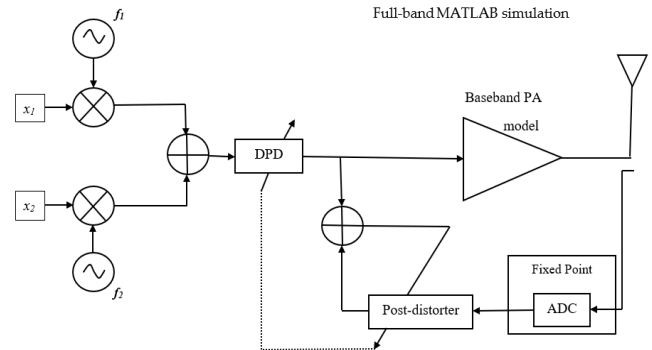 Full-band MATLAB simulation
f1
x1
Baseband PA
model
DPD
x2
f2
Fixed Point
Post-distorter
ADC